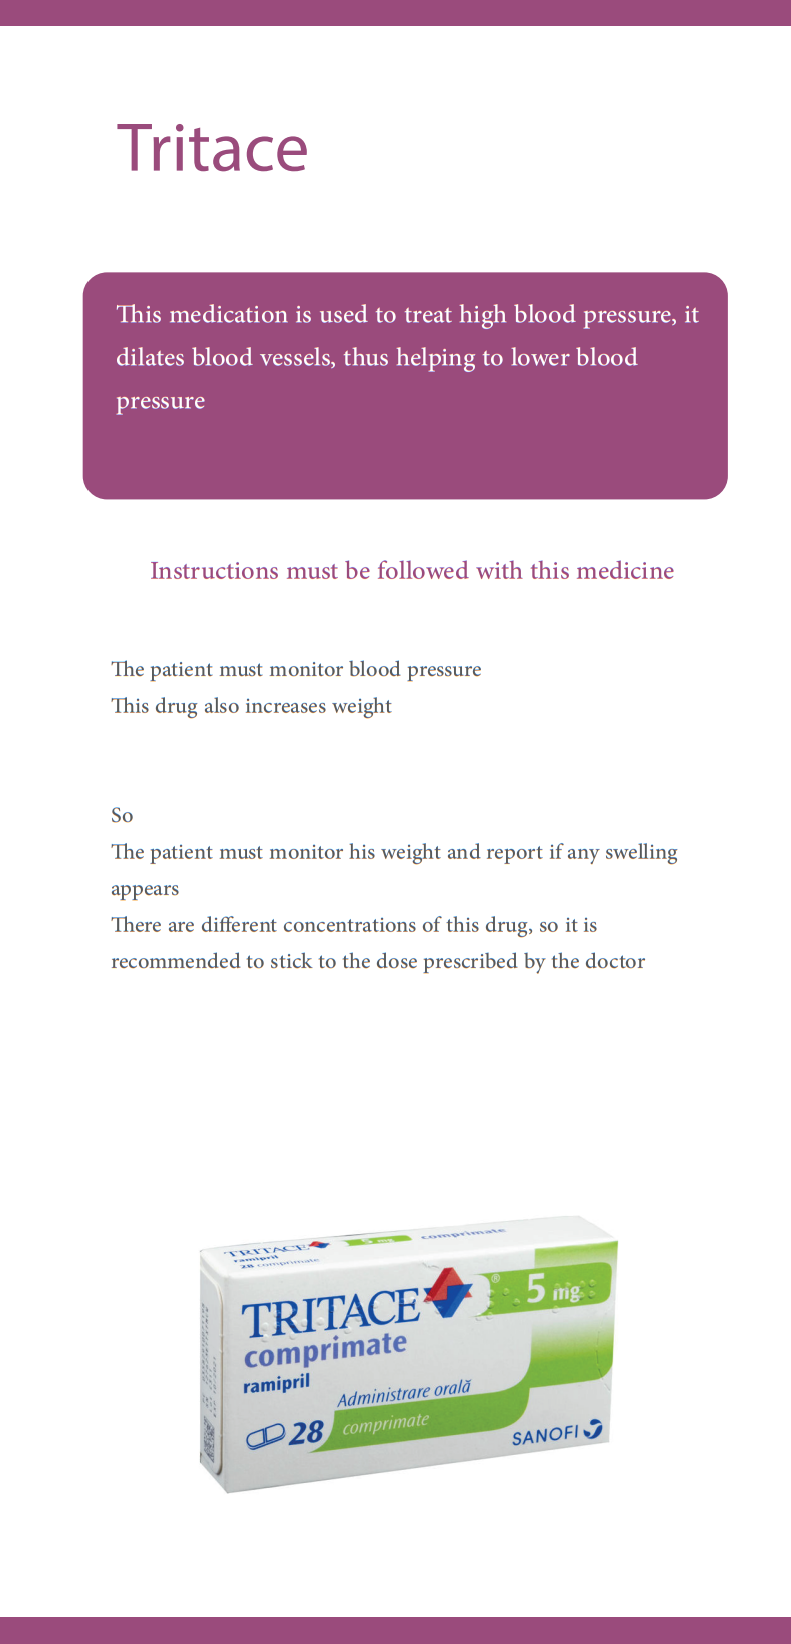 Tritace
This medication is used to treat high blood pressure, it
dilates blood vessels, thus helping to lower blood
pressure
Instructions must be followed with this medicine
The patient must monitor blood pressure
This drug also increases weight
So
The patient must monitor his weight and report if any swelling
appears
There are different concentrations of this drug, so it is
recommended to stick to the dose prescribed by the doctor
TRITACE 5 mg comprimate
ramipril
28 comprimate
TRITACE ® 5 mg
comprimate
ramipril
Administrare orală
28 comprimate
SANOFI